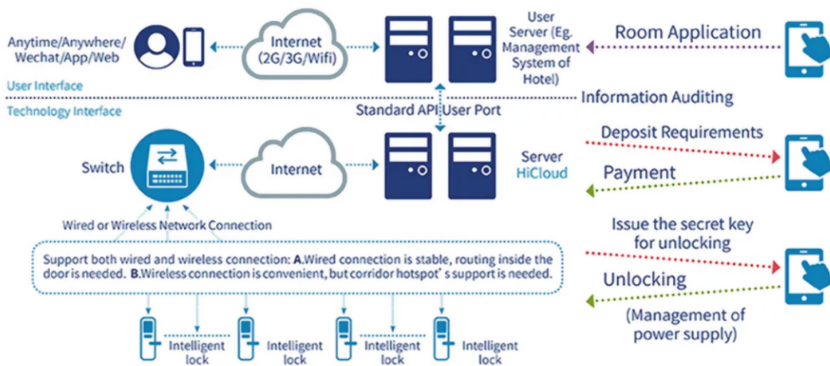 Anytime/Anywhere/
Wechat/App/Web
Internet
(2G/3G/Wifi)
User
Server (Eg.
Management
System of
Hotel)
Room Application
User Interface
Technology Interface
Standard API User Port
Information Auditing
Switch
Internet
Server
HiCloud
Deposit Requirements
Payment
Wired or Wireless Network Connection
Support both wired and wireless connection: A.Wired connection is stable, routing inside the
door is needed. B.Wireless connection is convenient, but corridor hotspot's support is needed.
Issue the secret key
for unlocking
Unlocking
(Management of
power supply)
Intelligent
lock
Intelligent
lock
Intelligent
lock
Intelligent
lock